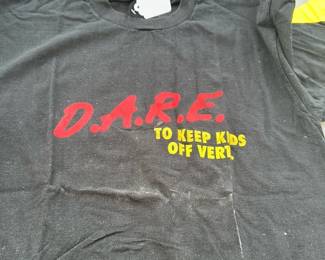 D.A.R.E.
TO KEEP KIDS
OFF VERT.